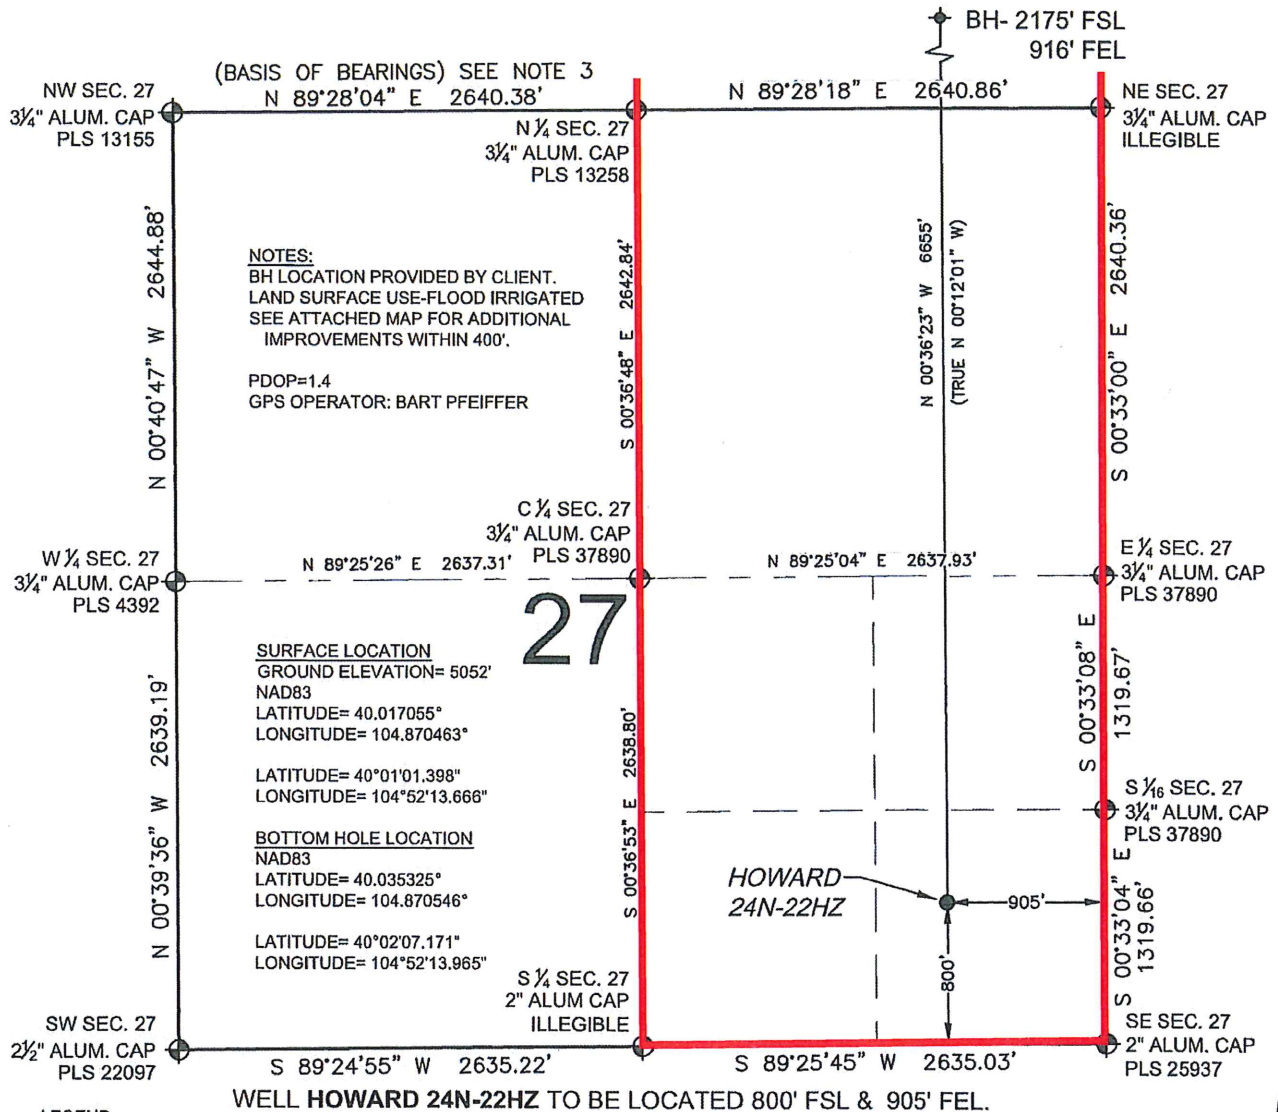 BH- 2175' FSL
916' FEL
(BASIS OF BEARINGS) SEE NOTE 3
N 89°28'04" E 2640.38'
N 89°28'18" E 2640.86'
NW SEC. 27
3¼" ALUM. CAP
PLS 13155
N ¼ SEC. 27
3¼" ALUM. CAP
PLS 13258
NE SEC. 27
3¼" ALUM. CAP
ILLEGIBLE
N 00°40'47" W 2644.88'
NOTES:
BH LOCATION PROVIDED BY CLIENT.
LAND SURFACE USE-FLOOD IRRIGATED
SEE ATTACHED MAP FOR ADDITIONAL
IMPROVEMENTS WITHIN 400'.
PDOP=1.4
GPS OPERATOR: BART PFEIFFER
S 00°36'48" E 2642.84'
N 00°36'23" W 6655'
(TRUE N 00°12'01" W)
S 00°33'00" E 2640.36'
W ¼ SEC. 27
3¼" ALUM. CAP
PLS 4392
N 89°25'26" E 2637.31'
C ¼ SEC. 27
3¼" ALUM. CAP
PLS 37890
N 89°25'04" E 2637.93'
E ¼ SEC. 27
3¼" ALUM. CAP
PLS 37890
27
N 00°39'36" W 2639.19'
SURFACE LOCATION
GROUND ELEVATION= 5052'
NAD83
LATITUDE= 40.017055°
LONGITUDE= 104.870463°
LATITUDE= 40°01'01.398"
LONGITUDE= 104°52'13.666"
BOTTOM HOLE LOCATION
NAD83
LATITUDE= 40.035325°
LONGITUDE= 104.870546°
LATITUDE= 40°02'07.171"
LONGITUDE= 104°52'13.965"
S 00°36'53" E 2638.80'
S 00°33'08" E
1319.67'
S 1/16 SEC. 27
3¼" ALUM. CAP
PLS 37890
HOWARD
24N-22HZ
905'
800'
S 00°33'04" E
1319.66'
SW SEC. 27
2½" ALUM. CAP
PLS 22097
S ¼ SEC. 27
2" ALUM CAP
ILLEGIBLE
SE SEC. 27
2" ALUM. CAP
PLS 25937
S 89°24'55" W 2635.22'
S 89°25'45" W 2635.03'
WELL HOWARD 24N-22HZ TO BE LOCATED 800' FSL & 905' FEL.